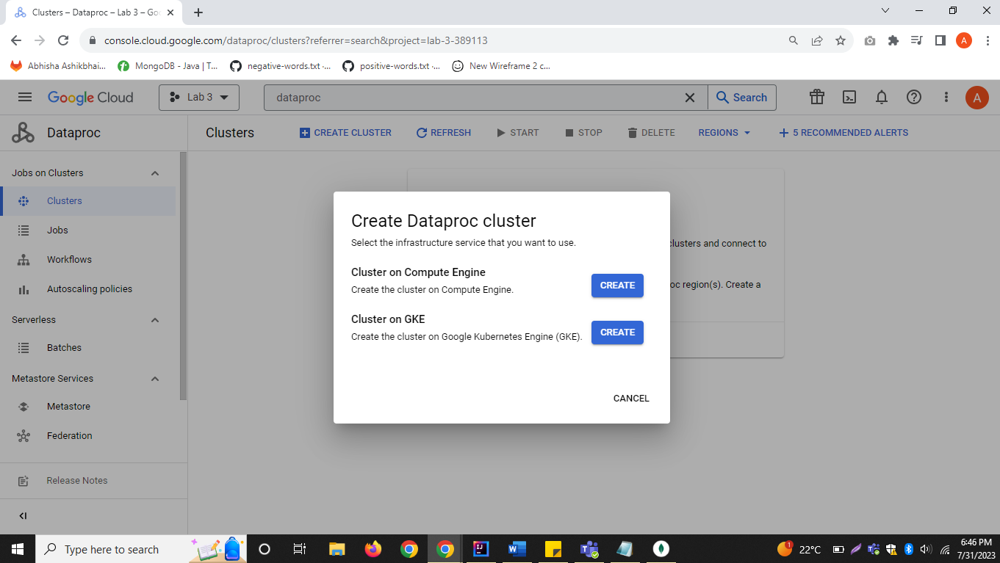 Clusters – Dataproc – Lab 3 – Goo
console.cloud.google.com/dataproc/clusters?referrer=search&project=lab-3-389113
A
Abhisha Ashikbhai...
MongoDB - Java | T...
negative-words.txt ·...
positive-words.txt ·...
New Wireframe 2 c...
Google Cloud
Lab 3
dataproc
Search
A
Dataproc
Clusters
CREATE CLUSTER
REFRESH
START
STOP
DELETE
REGIONS
5 RECOMMENDED ALERTS
Jobs on Clusters
Clusters
Jobs
Workflows
Autoscaling policies
Serverless
Batches
Metastore Services
Metastore
Federation
Release Notes
clusters and connect to
oc region(s). Create a
Create Dataproc cluster
Select the infrastructure service that you want to use.
Cluster on Compute Engine
Create the cluster on Compute Engine.
CREATE
Cluster on GKE
Create the cluster on Google Kubernetes Engine (GKE).
CREATE
CANCEL
Type here to search
1
22°C
6:46 PM
7/31/2023